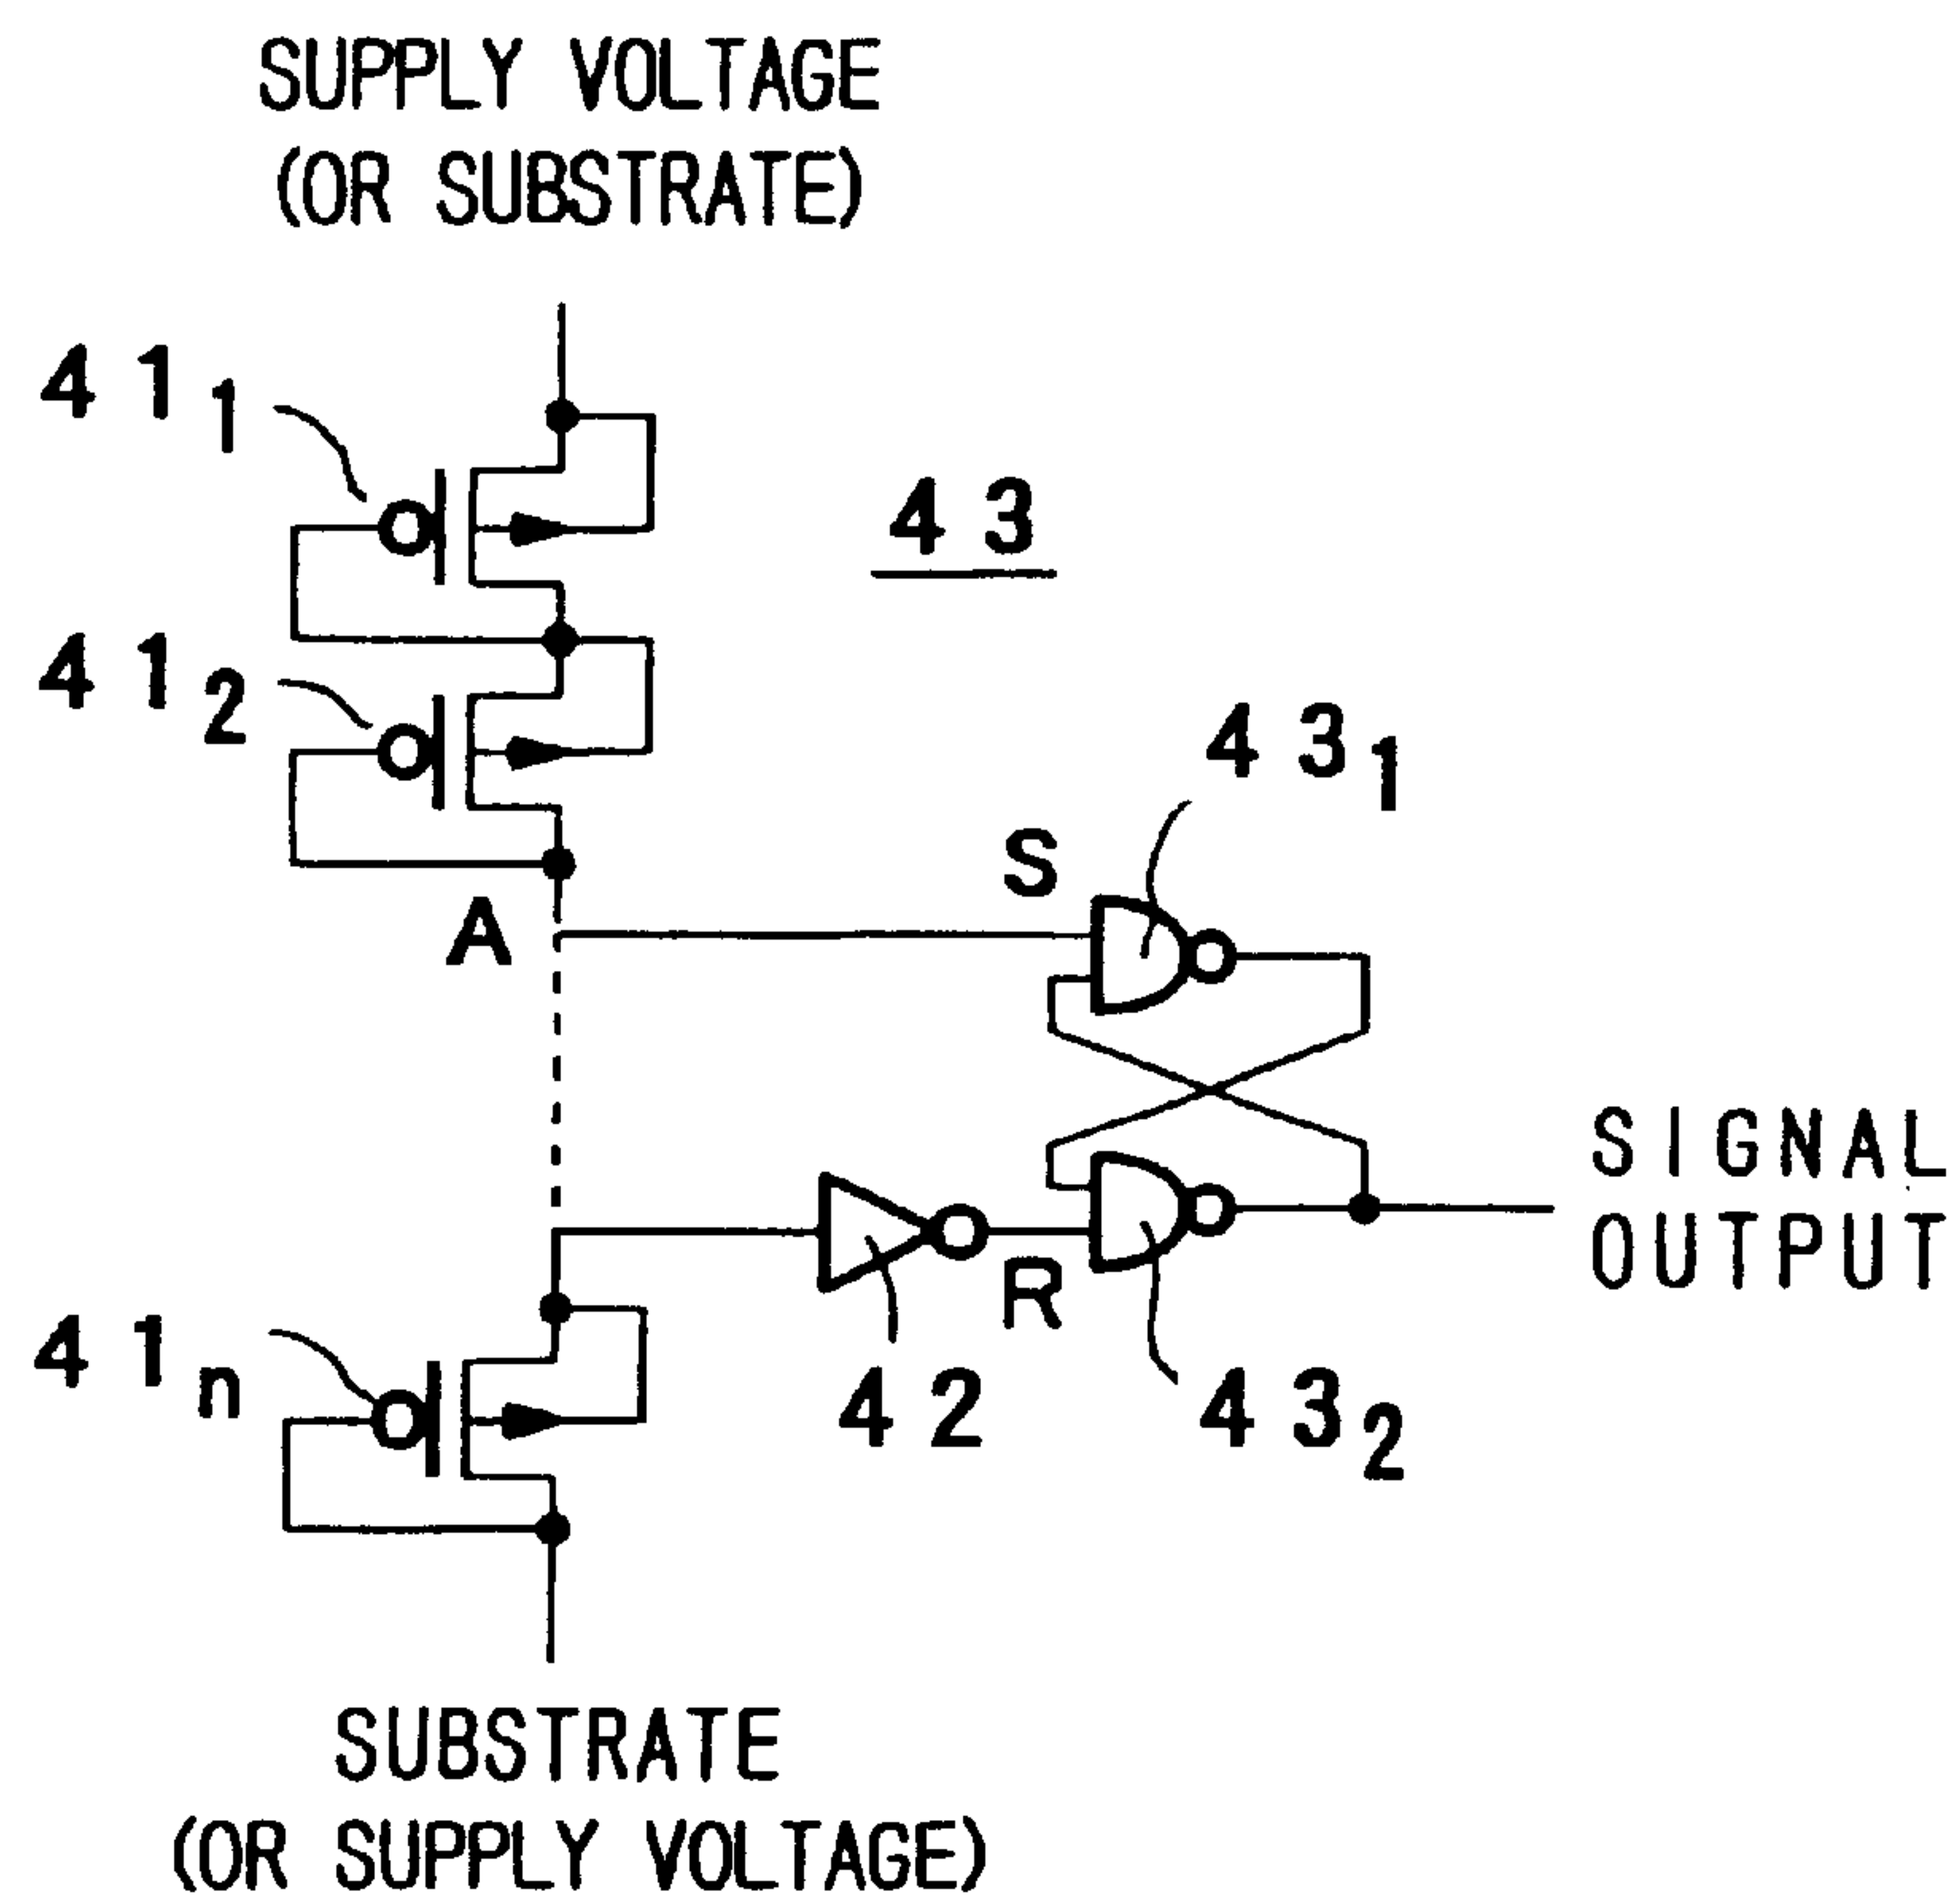 SUPPLY VOLTAGE
(OR SUBSTRATE)
41₁
43
41₂
43₁
S
A
SIGNAL
OUTPUT
R
41ₙ
42
43₂
SUBSTRATE
(OR SUPPLY VOLTAGE)